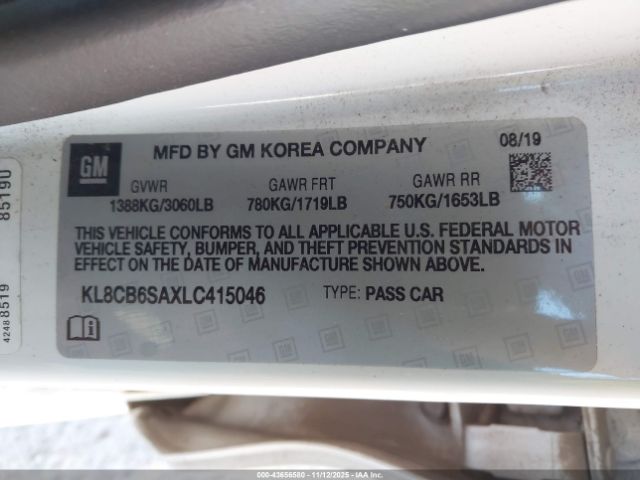 GM
MFD BY GM KOREA COMPANY
08/19
GVWR GAWR FRT GAWR RR
1388KG/3060LB 780KG/1719LB 750KG/1653LB
THIS VEHICLE CONFORMS TO ALL APPLICABLE U.S. FEDERAL MOTOR
VEHICLE SAFETY, BUMPER, AND THEFT PREVENTION STANDARDS IN
EFFECT ON THE DATE OF MANUFACTURE SHOWN ABOVE.
KL8CB6SAXLC415046 TYPE: PASS CAR
42488519
85190
000-43656580 - 11/12/2025 - IAA Inc.